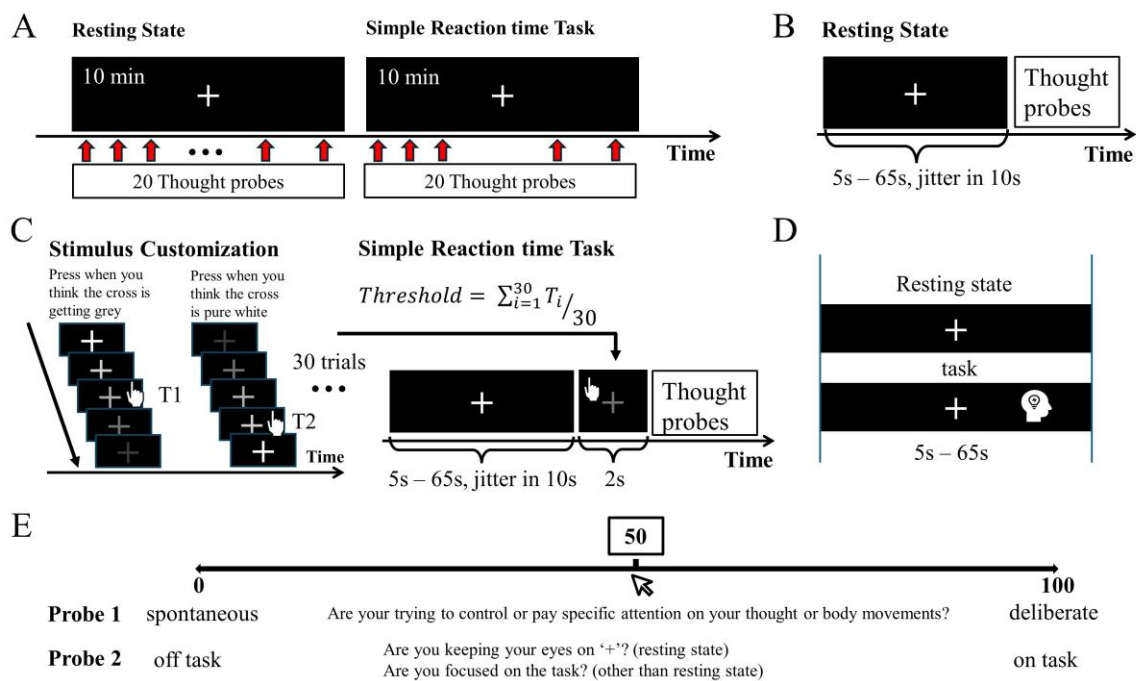 A
Resting State
Simple Reaction time Task
10 min
10 min
Time
20 Thought probes
20 Thought probes
B
Resting State
Thought
probes
Time
5s – 65s, jitter in 10s
C
Stimulus Customization
Press when you
think the cross is
getting grey
Press when you
think the cross
is pure white
T1
T2
30 trials
Time
Simple Reaction time Task
Threshold = ∑_{i=1}^{30} T_i/30
Thought
probes
Time
5s – 65s, jitter in 10s
2s
D
Resting state
task
5s – 65s
E
50
0
100
Probe 1 spontaneous Are your trying to control or pay specific attention on your thought or body movements? deliberate
Probe 2 off task Are you keeping your eyes on ‘+’? (resting state) on task
Are you focused on the task? (other than resting state)